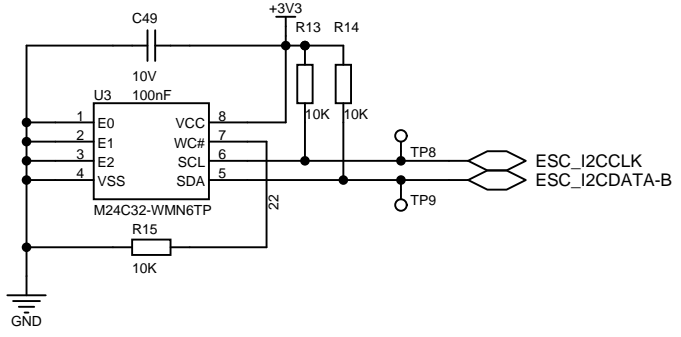 +3V3
C49
R13 R14
10V
100nF
U3
10K 10K
1 E0
2 E1
3 E2
4 VSS
VCC 8
WC# 7
SCL 6
SDA 5
TP8
TP9
ESC_I2CCLK
ESC_I2CDATA-B
M24C32-WMN6TP
22
R15
10K
GND